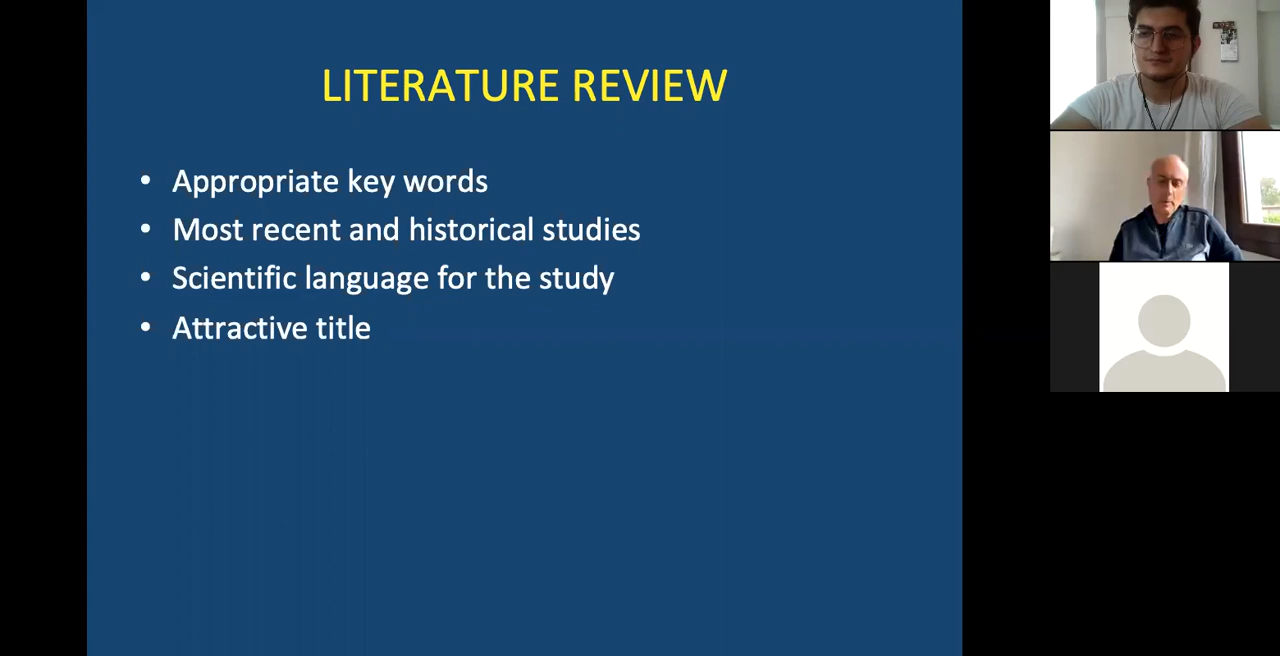 LITERATURE REVIEW
• Appropriate key words
• Most recent and historical studies
• Scientific language for the study
• Attractive title